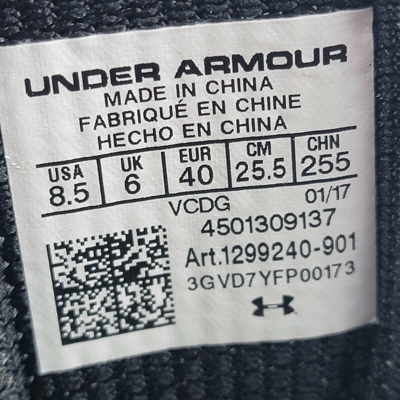 UNDER ARMOUR
MADE IN CHINA
FABRIQUÉ EN CHINE
HECHO EN CHINA
USA UK EUR CM CHN
8.5 6 40 25.5 255
VCDG 01/17
4501309137
Art.1299240-901
3GVD7YFP00173